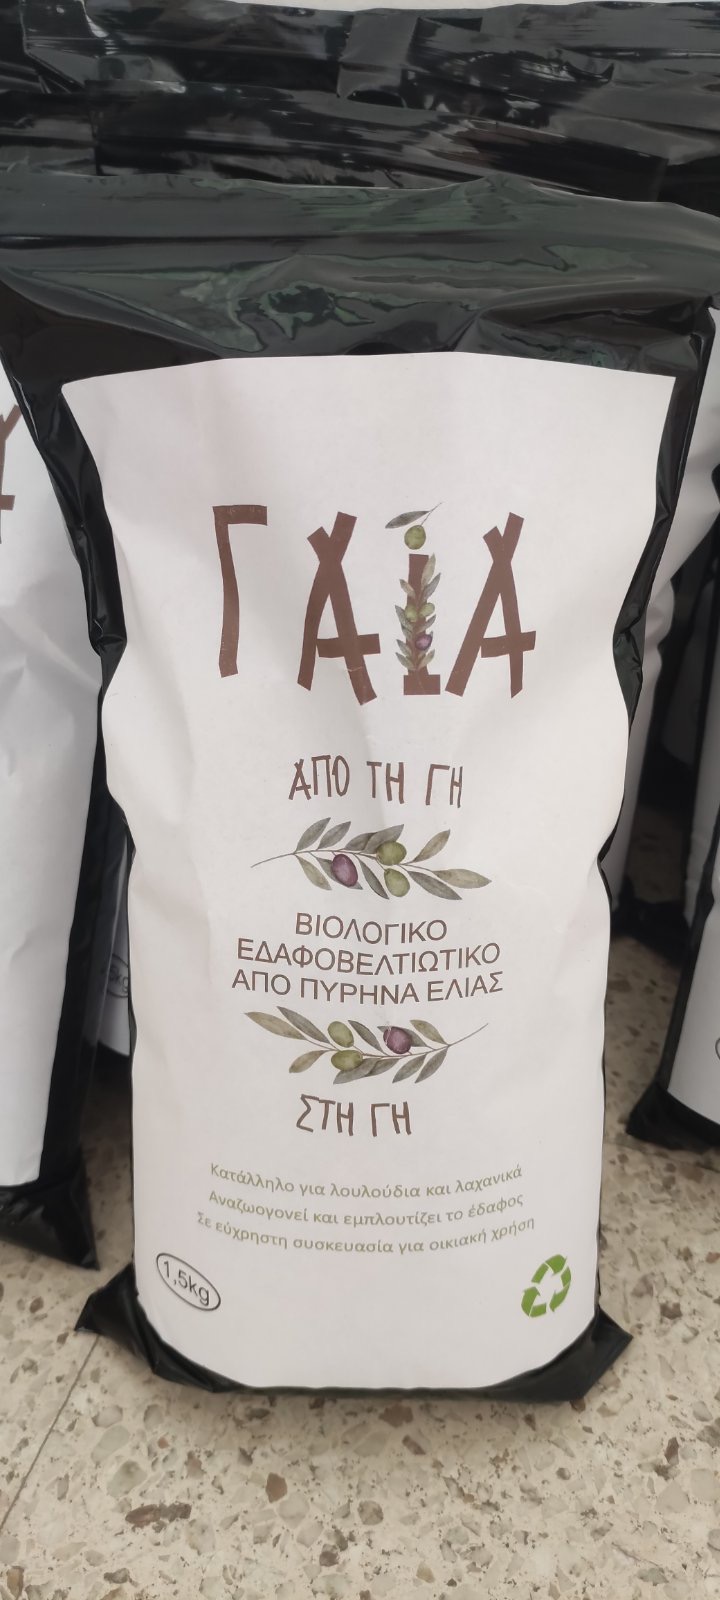 ΓΑΙΑ
ΑΠΟ ΤΗ ΓΗ
ΒΙΟΛΟΓΙΚΟ
ΕΔΑΦΟΒΕΛΤΙΩΤΙΚΟ
ΑΠΟ ΠΥΡΗΝΑ ΕΛΙΑΣ
ΣΤΗ ΓΗ
Κατάλληλο για λουλούδια και λαχανικά
Αναζωογονεί και εμπλουτίζει το έδαφος
Σε εύχρηστη συσκευασία για οικιακή χρήση
1,5kg